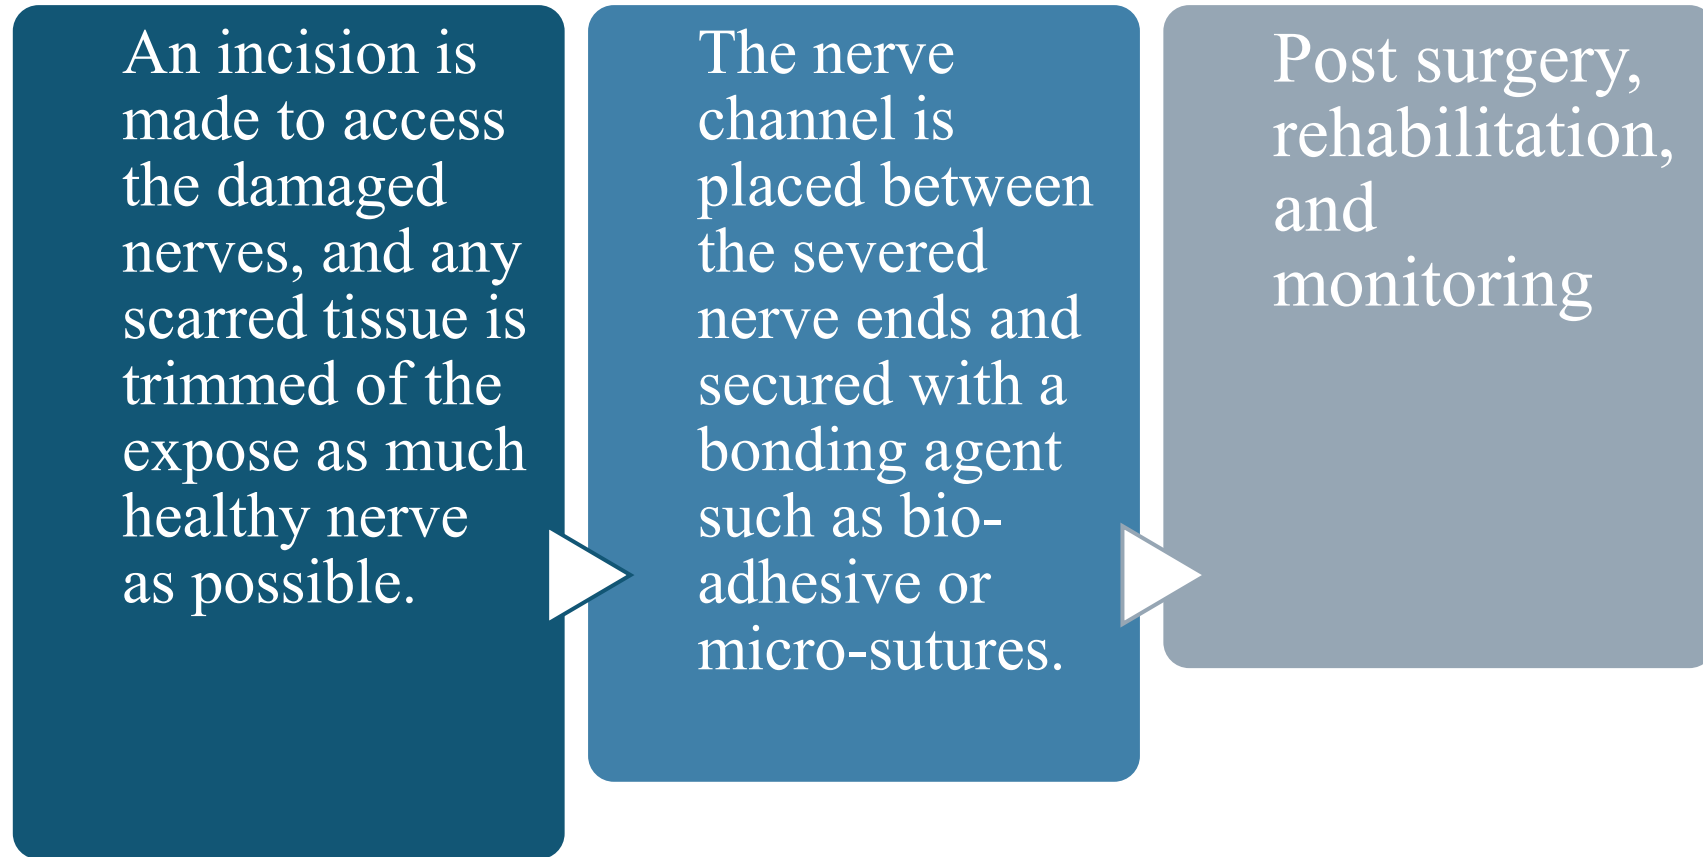 An incision is
made to access
the damaged
nerves, and any
scarred tissue is
trimmed of the
expose as much
healthy nerve
as possible.
The nerve
channel is
placed between
the severed
nerve ends and
secured with a
bonding agent
such as bio-
adhesive or
micro-sutures.
Post surgery,
rehabilitation,
and
monitoring